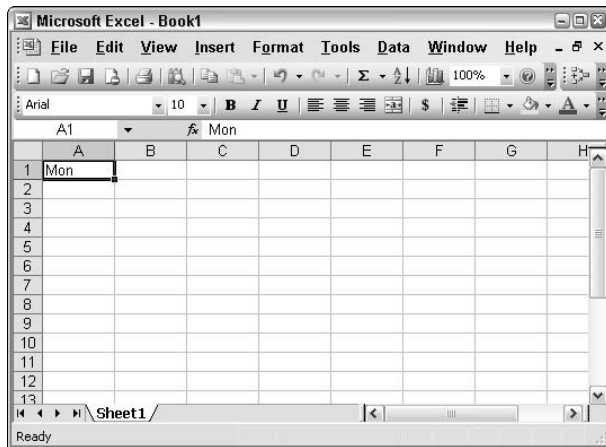 Microsoft Excel - Book1
File Edit View Insert Format Tools Data Window Help
Σ 100%
Arial 10 B I U $ A
A1 fx Mon
A B C D E F G H
1 Mon
2
3
4
5
6
7
8
9
10
11
12
13
Sheet1
Ready